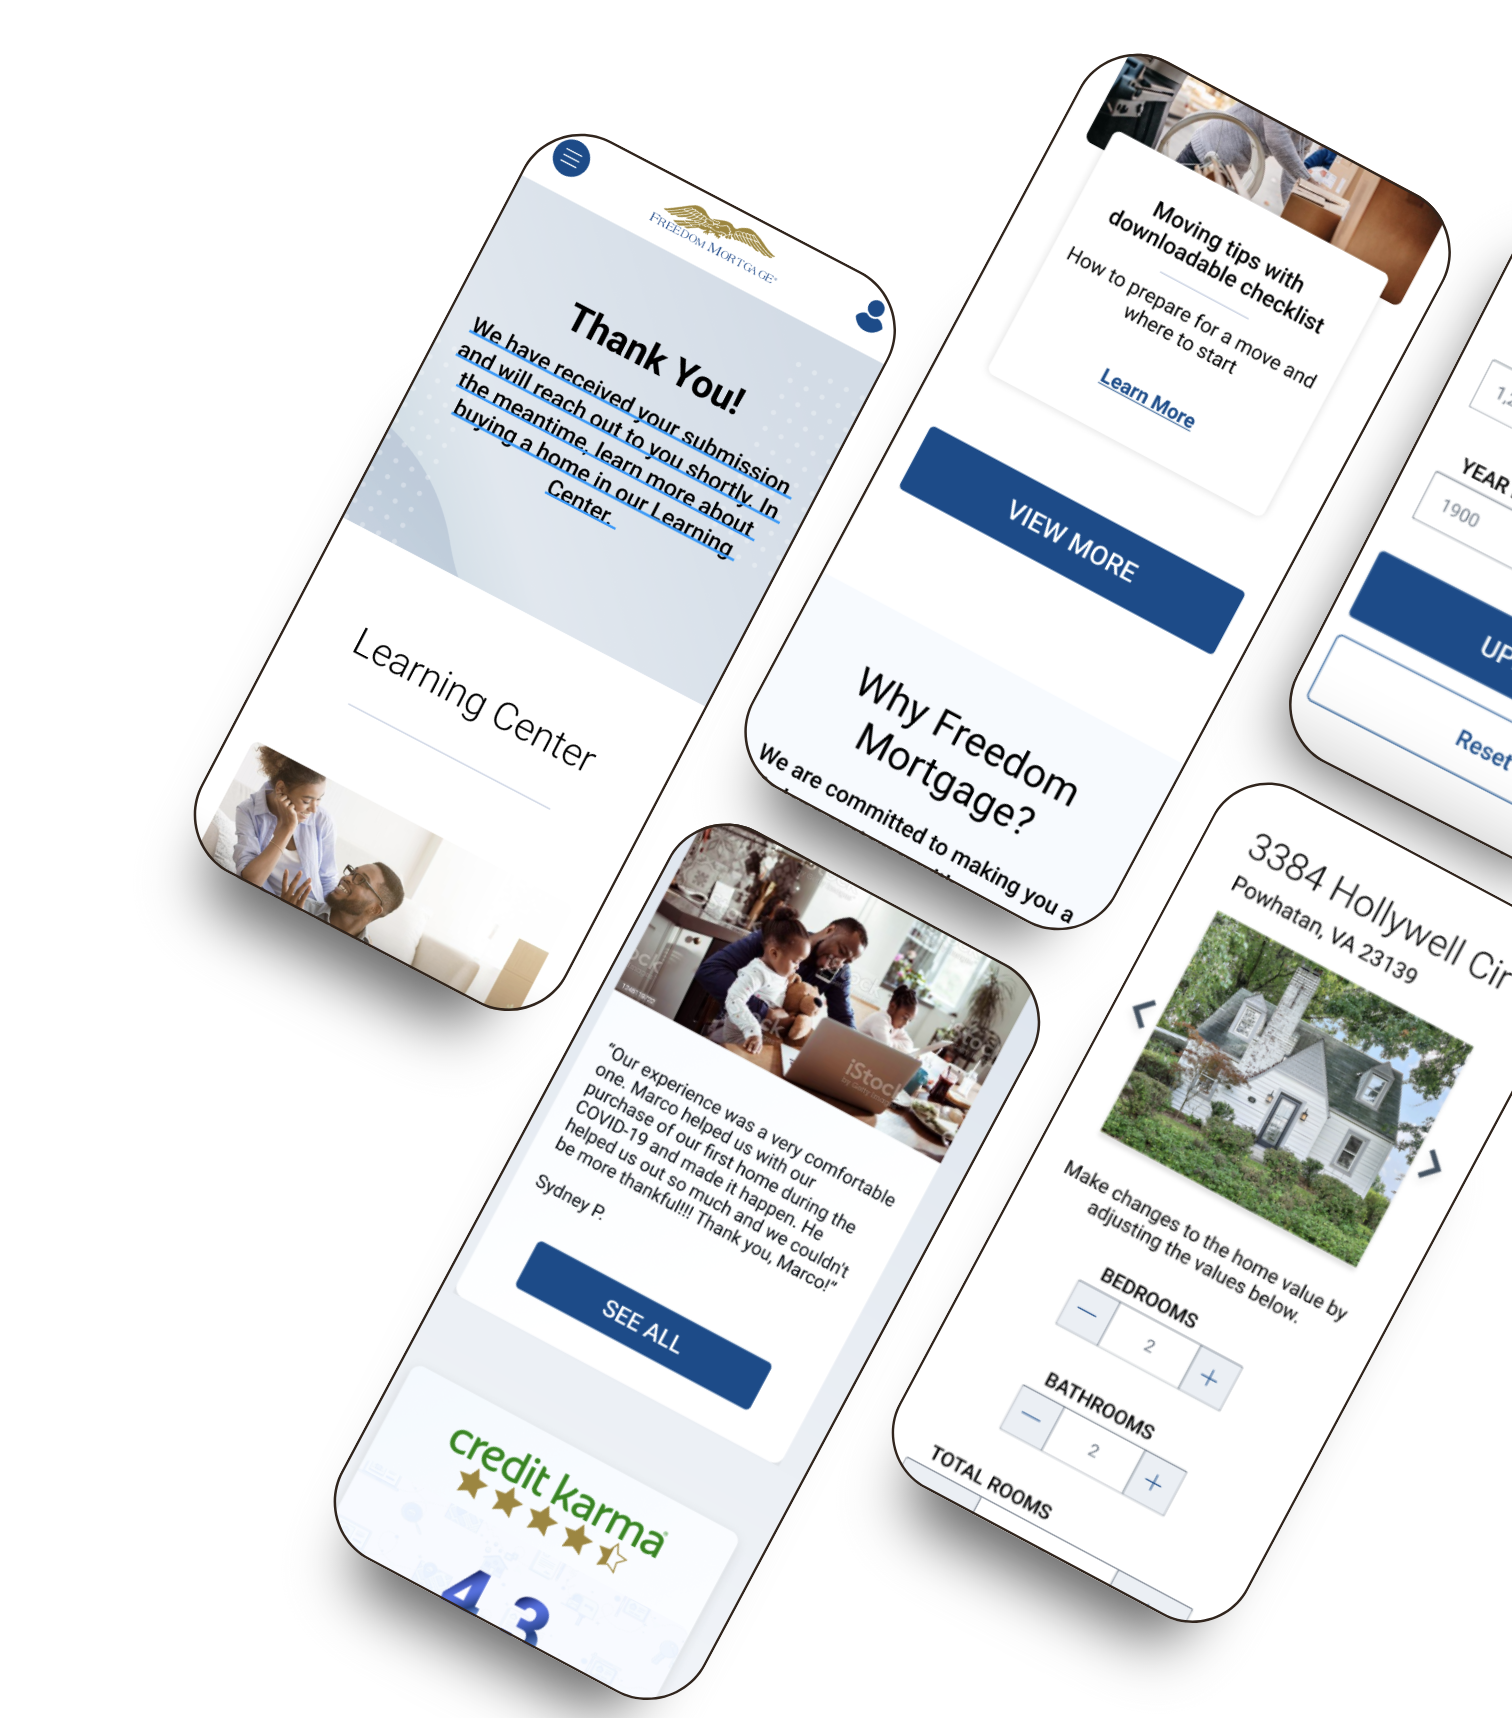 FREEDOM MORTGAGE®
Thank You!
We have received your submission
and will reach out to you shortly. In
the meantime, learn more about
buying a home in our Learning
Center.
Learning Center
Moving tips with
downloadable checklist
How to prepare for a move and
where to start
Learn More
VIEW MORE
Why Freedom
Mortgage?
We are committed to making you a
YEAR
1900
Reset
iStock
"Our experience was a very comfortable
one. Marco helped us with our
purchase of our first home during the
COVID-19 and made it happen. He
helped us out so much and we couldn't
be more thankful!!! Thank you, Marco!"
Sydney P.
SEE ALL
credit karma
4.3
3384 Hollywell Cir
Powhatan, VA 23139
Make changes to the home value by
adjusting the values below.
BEDROOMS
2
BATHROOMS
2
TOTAL ROOMS